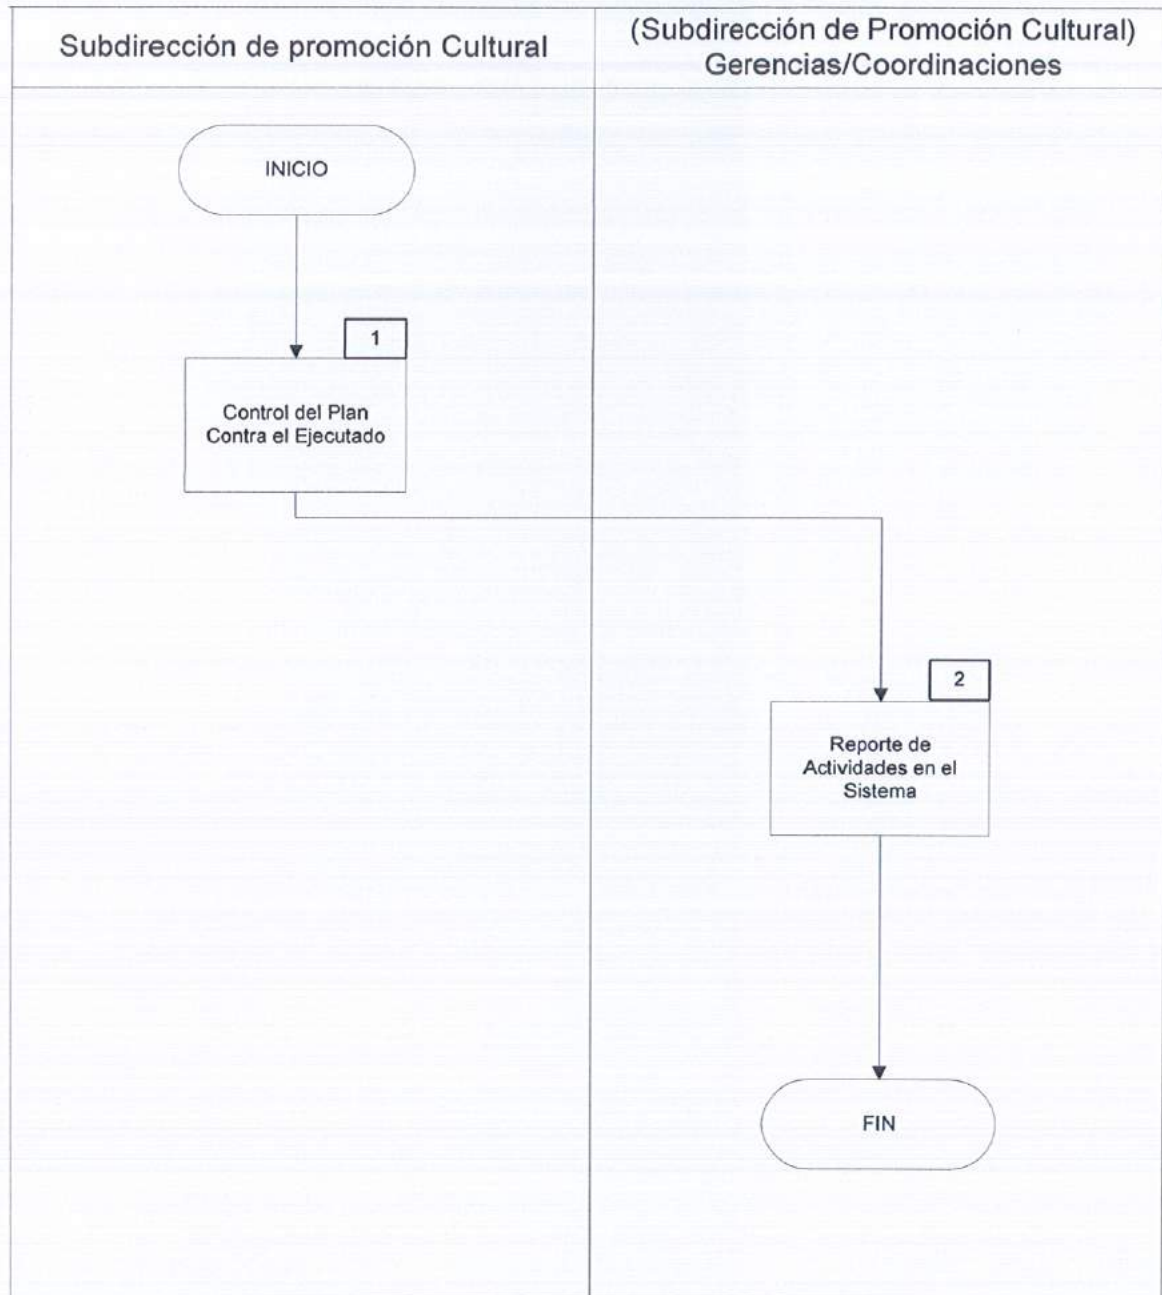 Subdirección de promoción Cultural
(Subdirección de Promoción Cultural)
Gerencias/Coordinaciones
INICIO
1
Control del Plan
Contra el Ejecutado
2
Reporte de
Actividades en el
Sistema
FIN